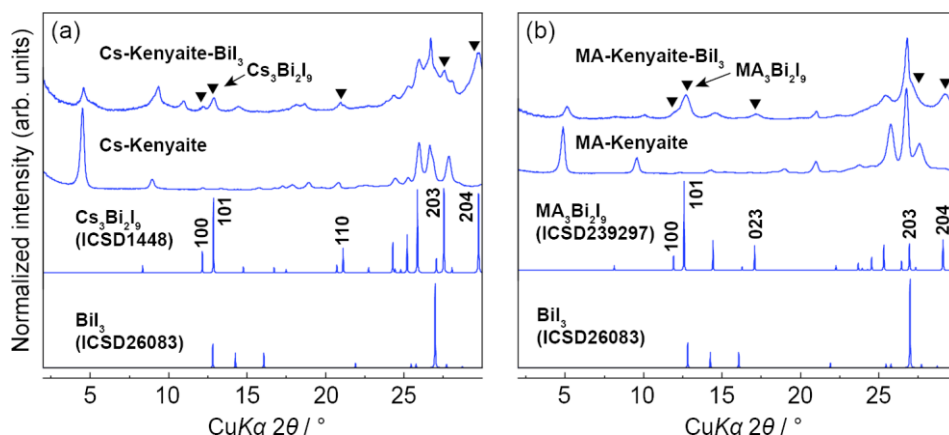 Normalized intensity (arb. units)
(a)
Cs-Kenyaite-BiI₃
Cs₃Bi₂I₉
Cs-Kenyaite
Cs₃Bi₂I₉
(ICSD1448)
100
101
110
203
204
BiI₃
(ICSD26083)
5 10 15 20 25
CuKα 2θ / °
(b)
MA-Kenyaite-BiI₃
MA₃Bi₂I₉
MA-Kenyaite
MA₃Bi₂I₉
(ICSD239297)
100
101
023
203
204
BiI₃
(ICSD26083)
5 10 15 20 25
CuKα 2θ / °